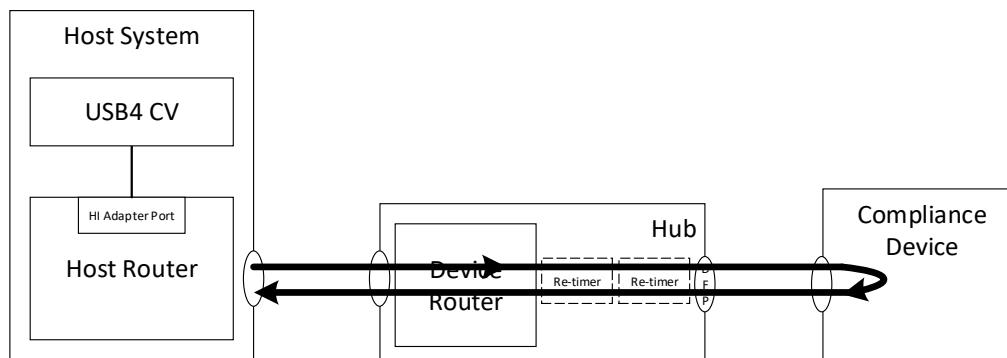 Host System
USB4 CV
HI Adapter Port
Host Router
Hub
Device
Router
Re-timer
Re-timer
D
F
P
Compliance
Device